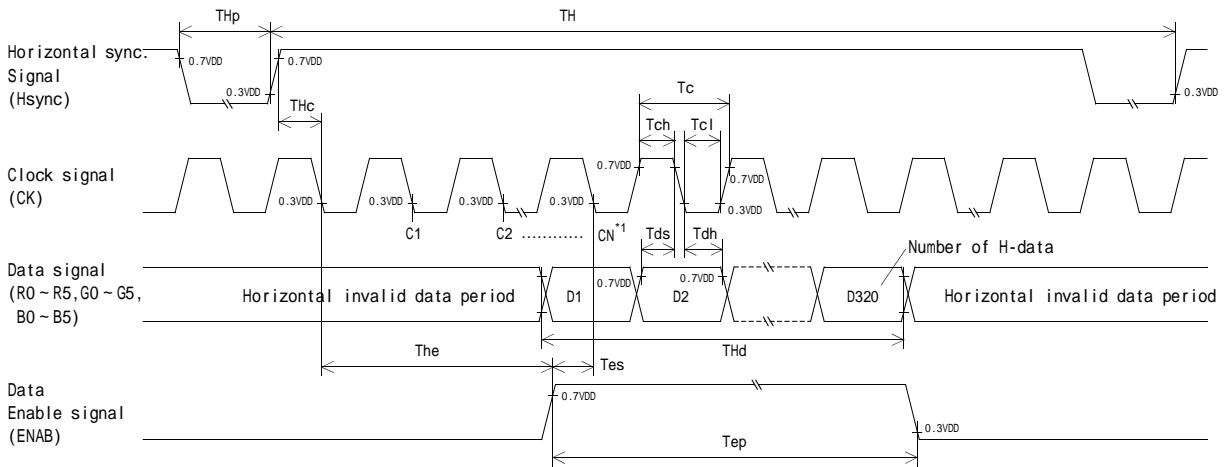 THp
TH
Horizontal sync.
Signal
(Hsync)
0.7VDD
0.7VDD
0.3VDD
0.3VDD
THc
Tc
Tch
Tcl
Clock signal
(CK)
0.7VDD
0.7VDD
0.3VDD
0.3VDD
0.3VDD
0.3VDD
0.3VDD
C1
C2
............
CN*1
Tds
Tdh
Number of H-data
Data signal
(R0～R5,G0～G5,
B0～B5)
Horizontal invalid data period
D1
0.7VDD
D2
0.7VDD
D320
Horizontal invalid data period
The
Tes
THd
Data
Enable signal
(ENAB)
0.7VDD
0.3VDD
Tep